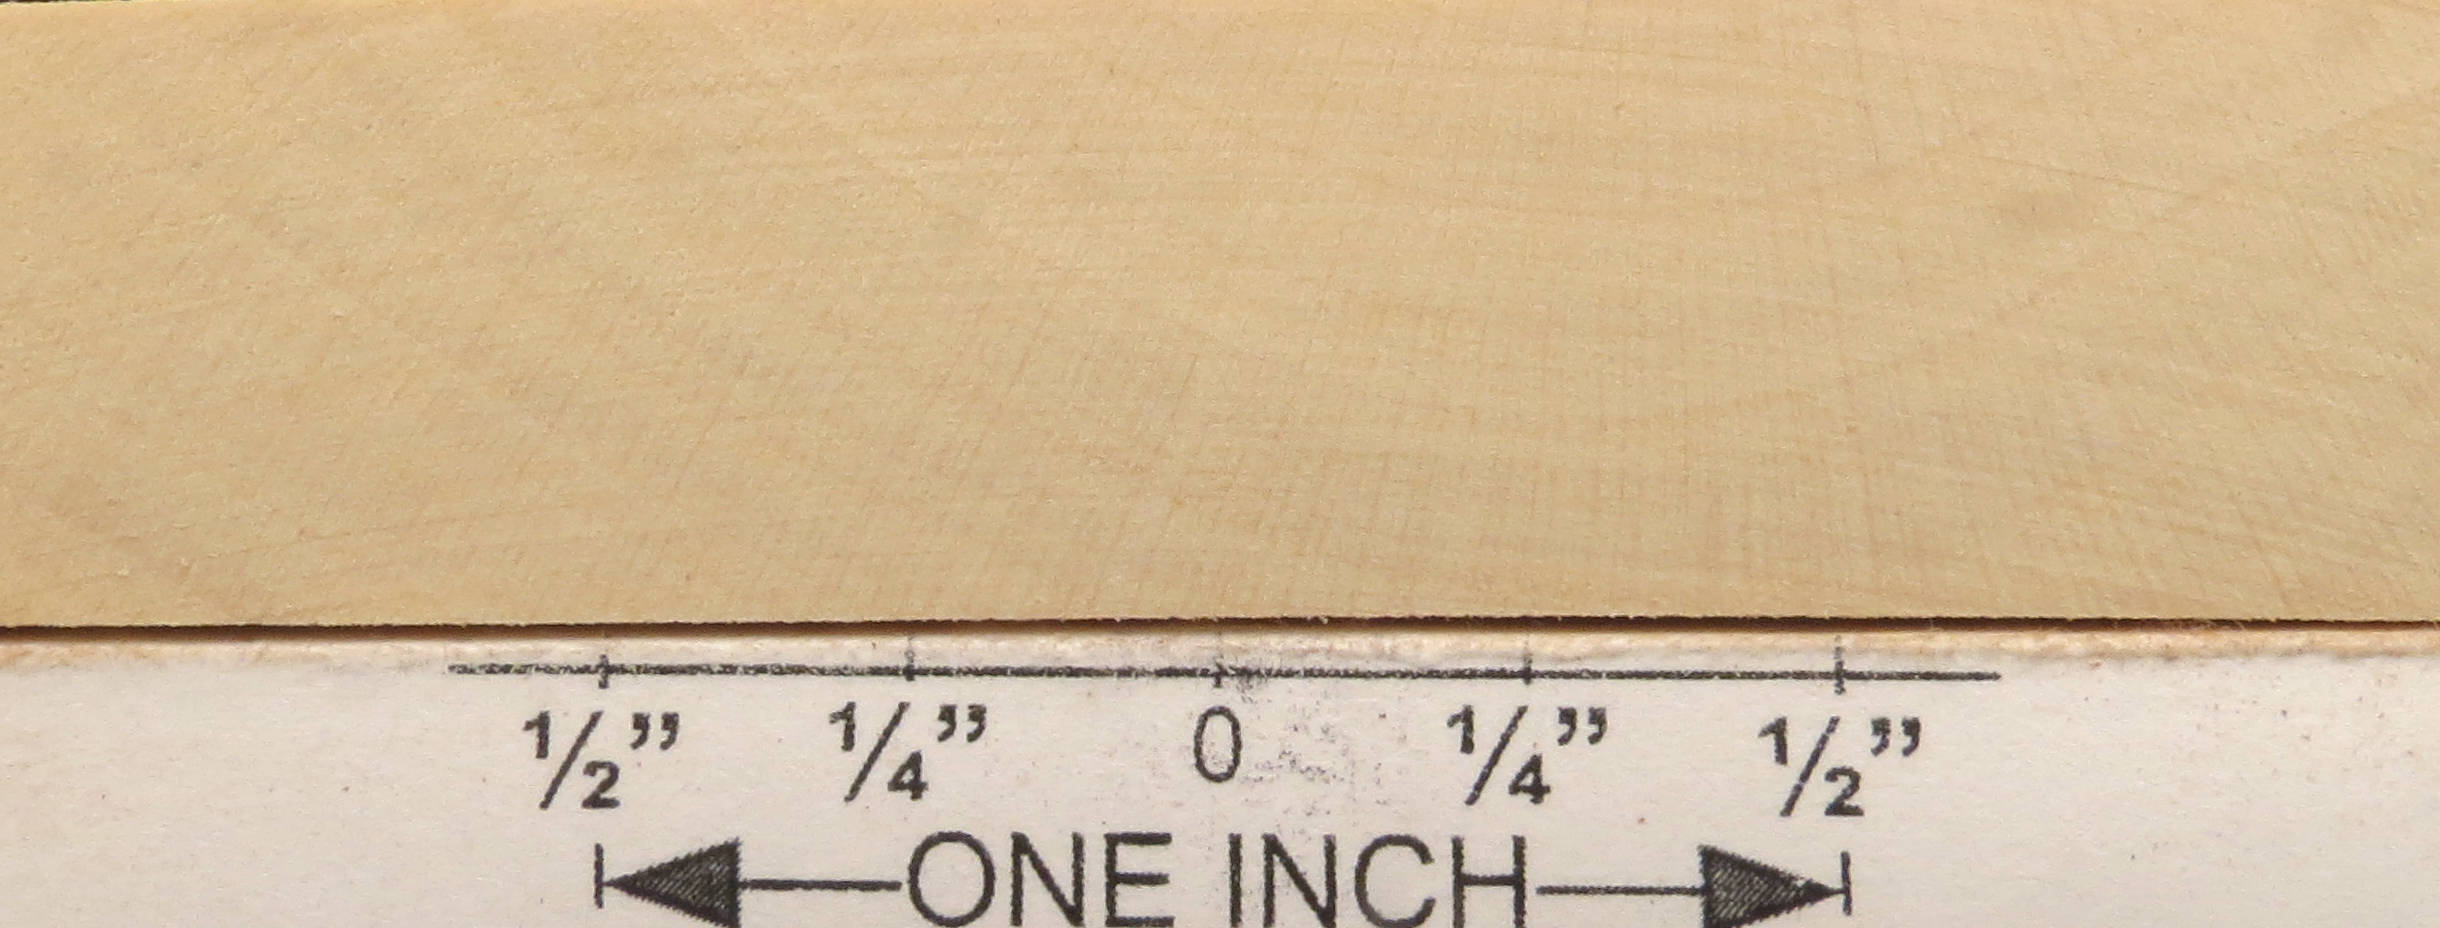 ½” ¼” 0 ¼” ½”
ONE INCH